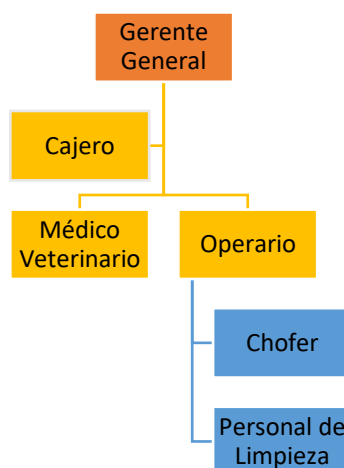 Gerente
General
Cajero
Médico
Veterinario
Operario
Chofer
Personal de
Limpieza